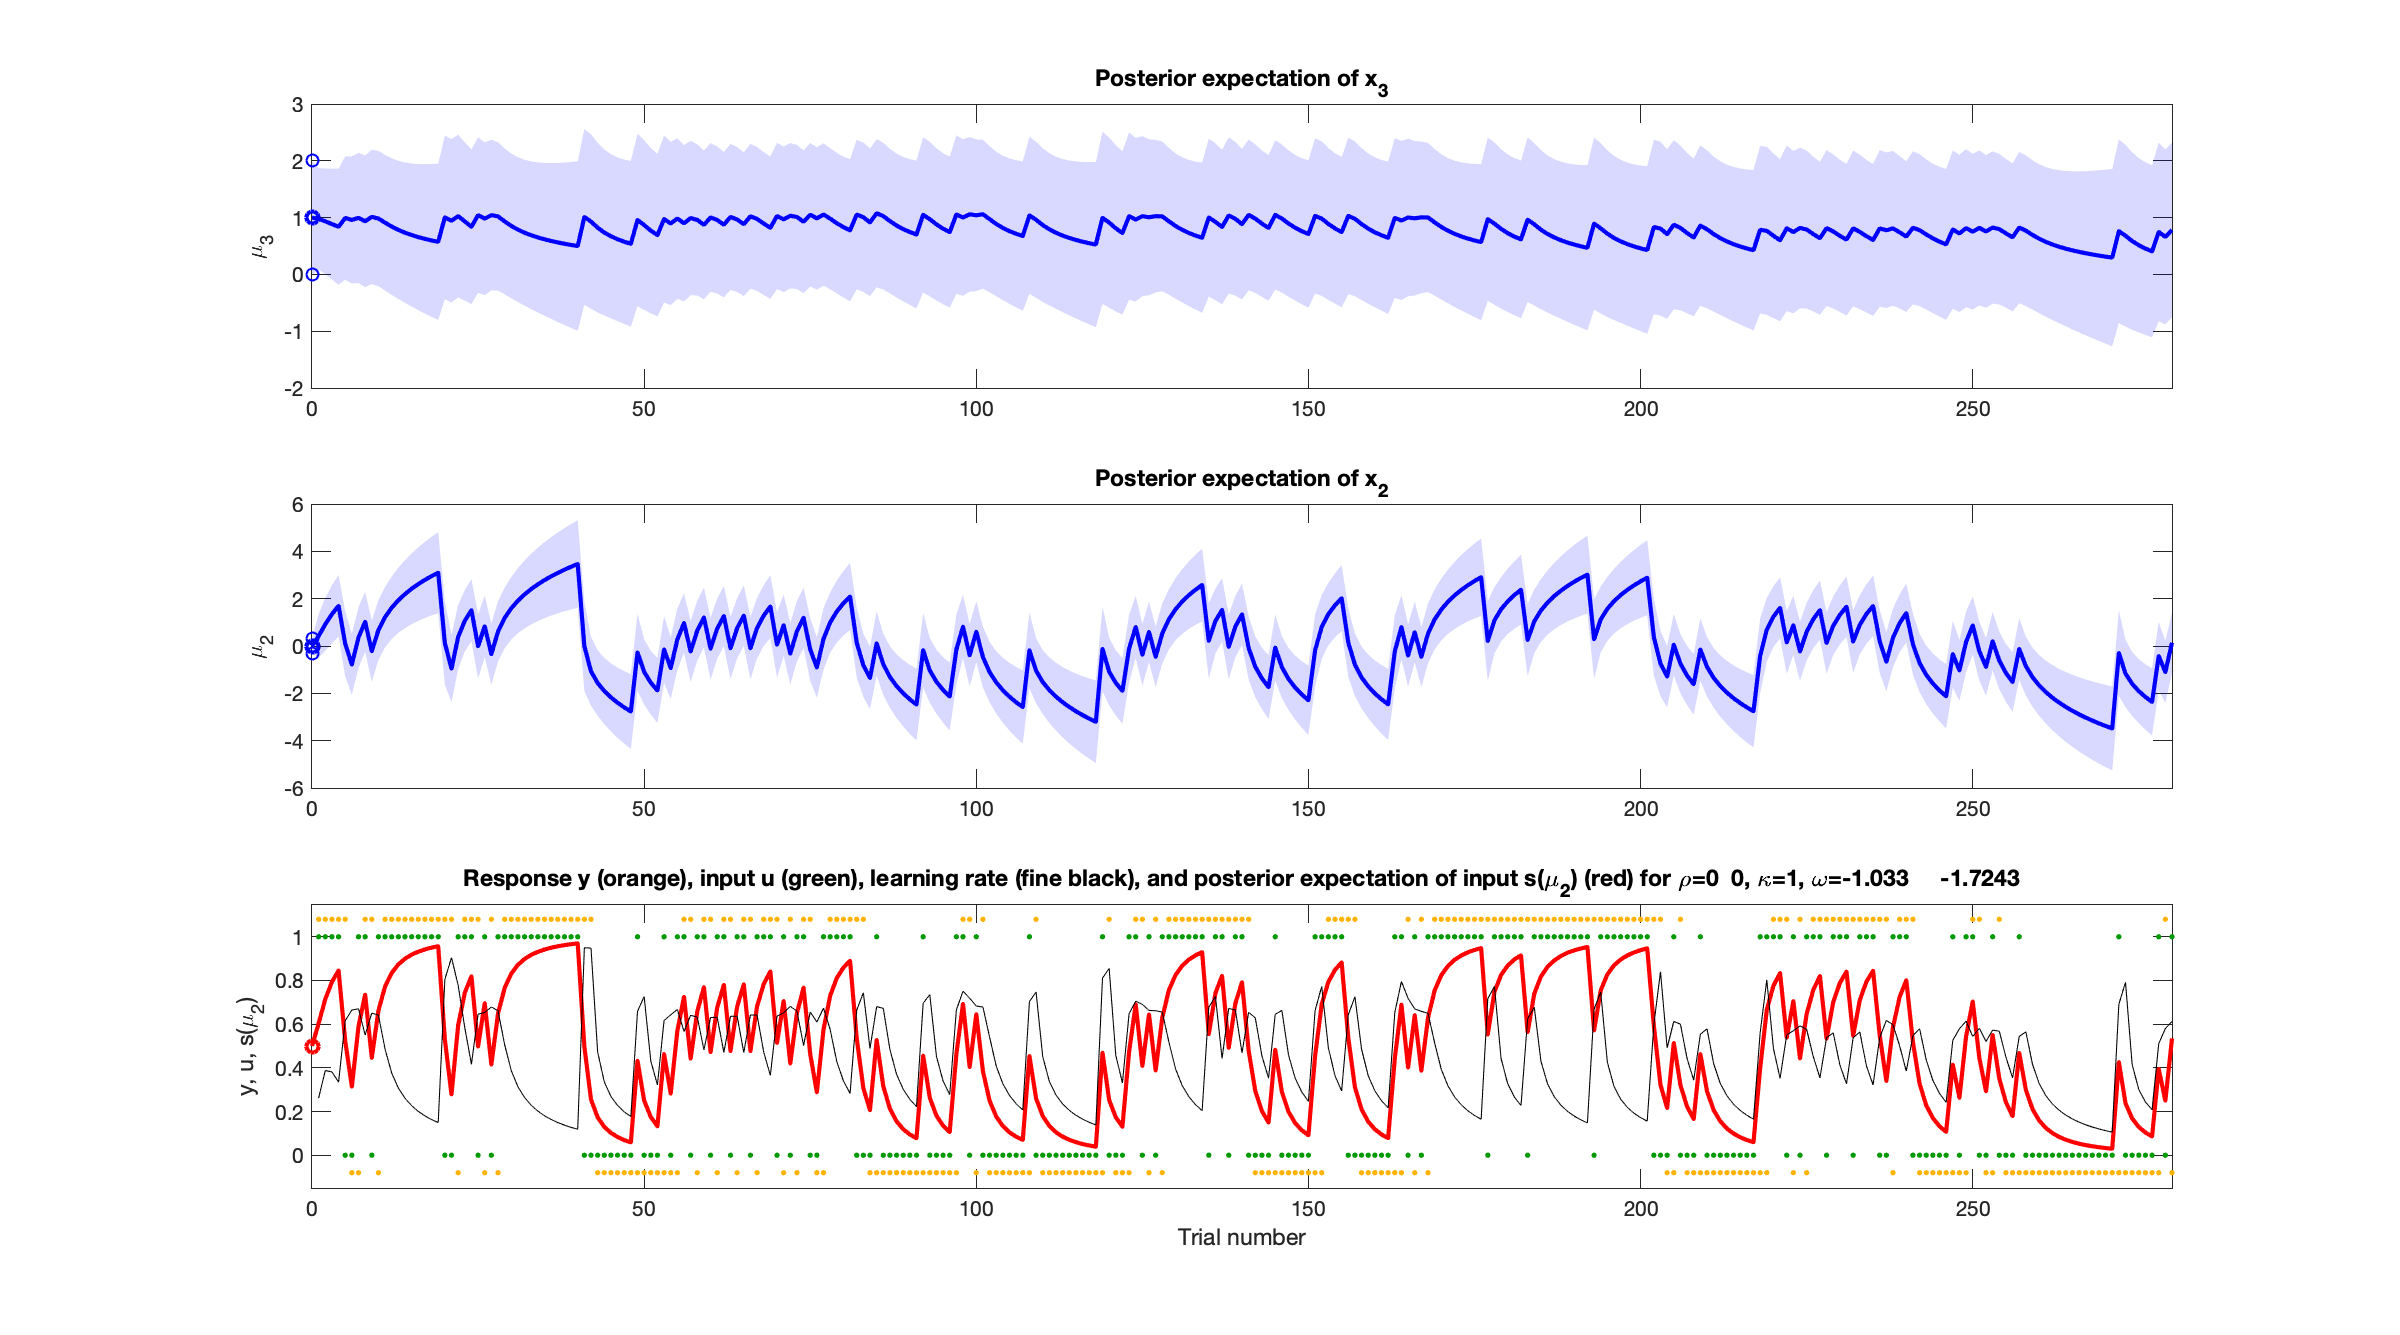 Posterior expectation of x3
3
2
1
0
-1
-2
μ3
0 50 100 150 200 250
Posterior expectation of x2
6
4
2
0
-2
-4
-6
μ2
0 50 100 150 200 250
Response y (orange), input u (green), learning rate (fine black), and posterior expectation of input s(μ2) (red) for ρ=0 0, κ=1, ω=-1.033 -1.7243
1
0.8
0.6
0.4
0.2
0
y, u, s(μ2)
0 50 100 150 200 250
Trial number